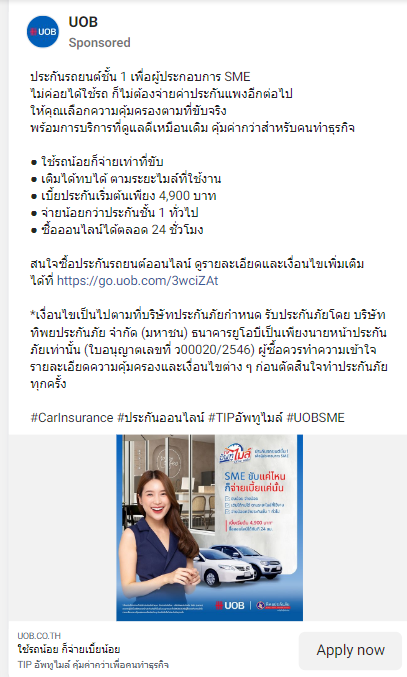 UOB
UOB
Sponsored
ประกันรถยนต์ชั้น 1 เพื่อผู้ประกอบการ SME
ไม่ค่อยได้ใช้รถ ก็ไม่ต้องจ่ายค่าประกันแพงอีกต่อไป
ให้คุณเลือกความคุ้มครองตามที่ขับจริง
พร้อมการบริการที่ดูแลดีเหมือนเดิม คุ้มค่ากว่าสำหรับคนทำธุรกิจ
● ใช้รถน้อยก็จ่ายเท่าที่ขับ
● เติมได้ทบได้ ตามระยะไมล์ที่ใช้งาน
● เบี้ยประกันเริ่มต้นเพียง 4,900 บาท
● จ่ายน้อยกว่าประกันชั้น 1 ทั่วไป
● ซื้อออนไลน์ได้ตลอด 24 ชั่วโมง
สนใจซื้อประกันรถยนต์ออนไลน์ ดูรายละเอียดและเงื่อนไขเพิ่มเติม
ได้ที่ https://go.uob.com/3wciZAt
*เงื่อนไขเป็นไปตามที่บริษัทประกันภัยกำหนด รับประกันภัยโดย บริษัท
ทิพยประกันภัย จำกัด (มหาชน) ธนาคารยูโอบีเป็นเพียงนายหน้าประกัน
ภัยเท่านั้น (ใบอนุญาตเลขที่ ว00020/2546) ผู้ซื้อควรทำความเข้าใจ
รายละเอียดความคุ้มครองและเงื่อนไขต่าง ๆ ก่อนตัดสินใจทำประกันภัย
ทุกครั้ง
#CarInsurance #ประกันออนไลน์ #TIPอัพทูไมล์ #UOBSME
อัพทูไมล์
SME ขับแค่ไหน
ก็จ่ายเบี้ยแค่นั้น
เบี้ยเริ่มต้น 4,900 บาท*
UOB
ทิพยประกันภัย
UOB.CO.TH
ใช้รถน้อย ก็จ่ายเบี้ยน้อย
TIP อัพทูไมล์ คุ้มค่ากว่าเพื่อคนทำธุรกิจ
Apply now